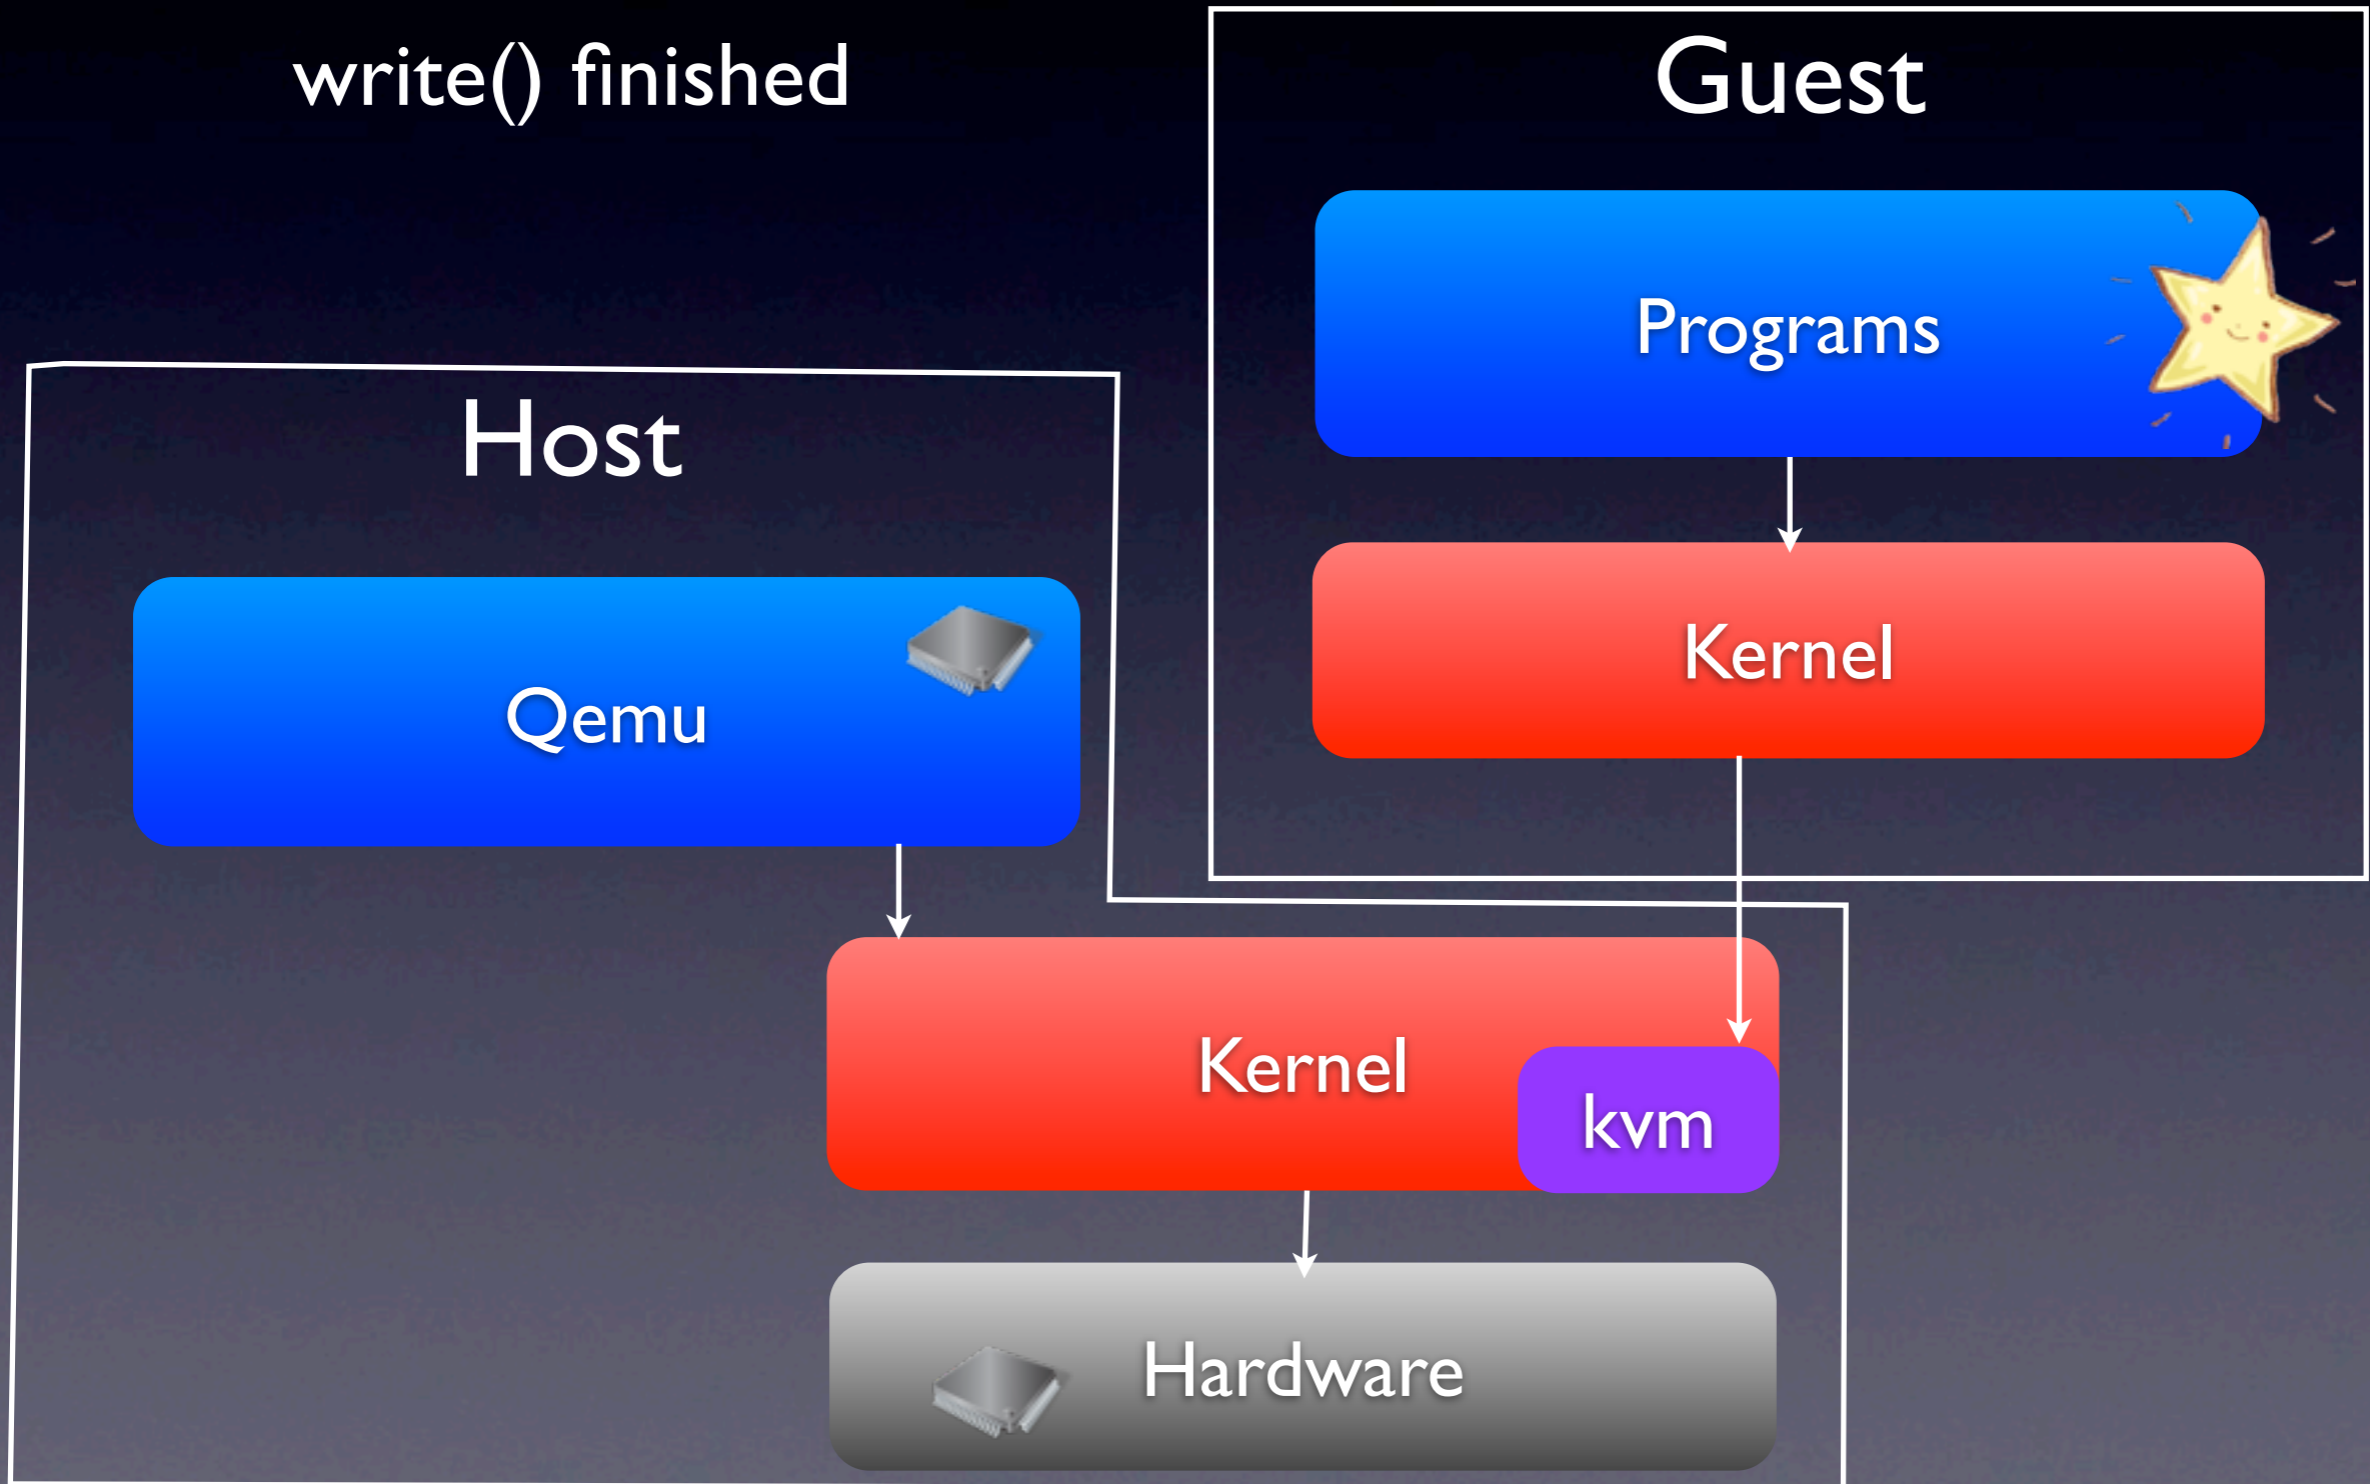 write() finished
Guest
Programs
Host
Kernel
Qemu
Kernel
kvm
Hardware